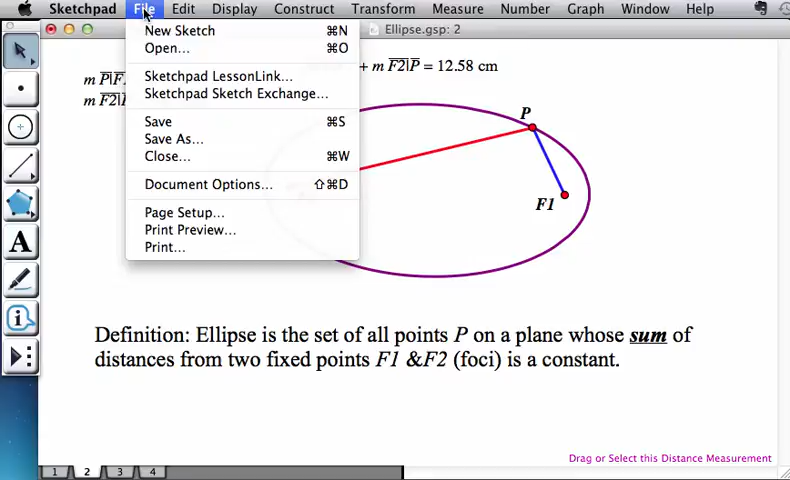 Sketchpad File Edit Display Construct Transform Measure Number Graph Window Help
Ellipse.gsp: 2
New Sketch ⌘N
Open... ⌘O
Sketchpad LessonLink...
Sketchpad Sketch Exchange...
Save ⌘S
Save As...
Close... ⌘W
Document Options... ⇧⌘D
Page Setup...
Print Preview...
Print...
+ m F2|P = 12.58 cm
m P|F1
m F2|
P
F1
A
Definition: Ellipse is the set of all points P on a plane whose sum of
distances from two fixed points F1 &F2 (foci) is a constant.
Drag or Select this Distance Measurement
1 2 3 4